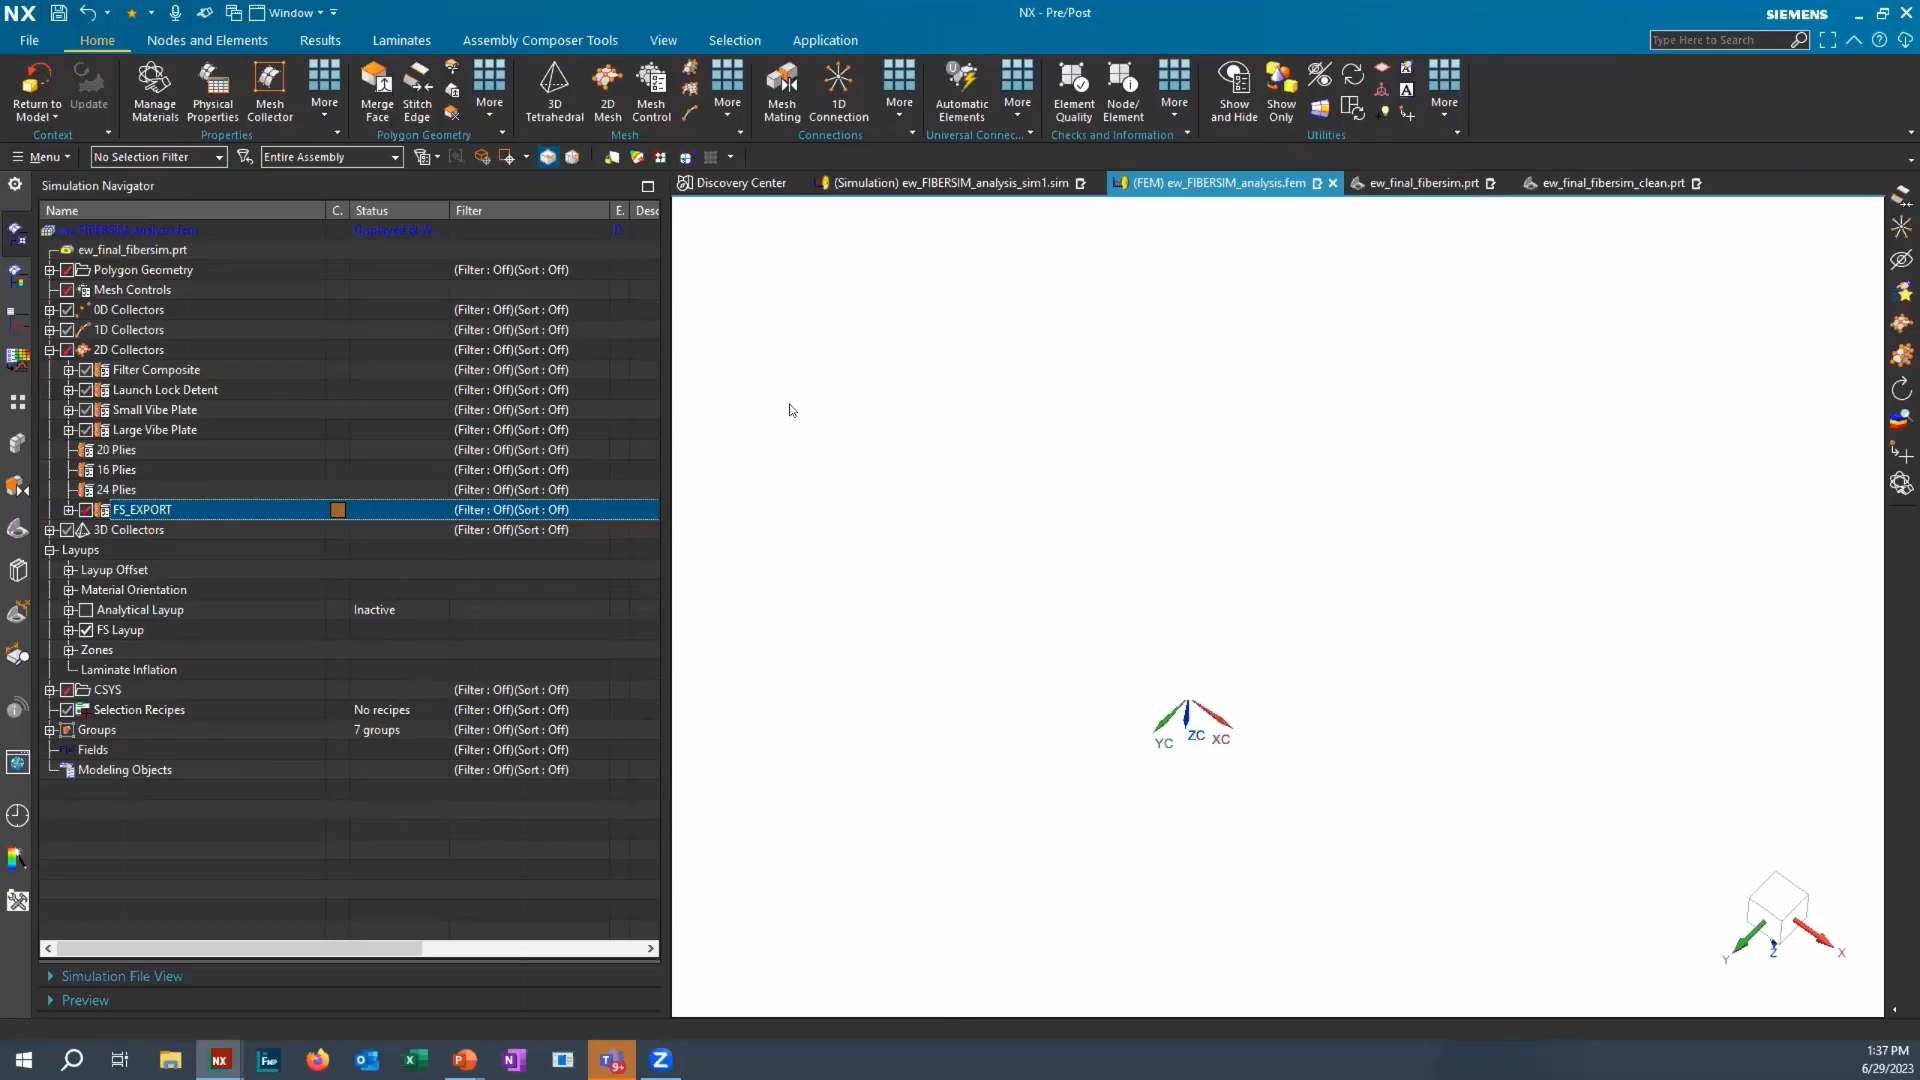 NX Window NX - Pre/Post SIEMENS
File Home Nodes and Elements Results Laminates Assembly Composer Tools View Selection Application Type Here to Search
Return to Model Update Manage Materials Physical Properties Mesh Collector More Merge Face Stitch Edge More 3D Tetrahedral 2D Mesh Mesh Control More Mesh Mating 1D Connection More Automatic Elements More Element Quality Node/Element More Show and Hide Show Only More
Context Properties Polygon Geometry Mesh Connections Universal Connec... Checks and Information Utilities
Menu No Selection Filter Entire Assembly
Simulation Navigator
Discovery Center (Simulation) ew_FIBERSIM_analysis_sim1.sim (FEM) ew_FIBERSIM_analysis.fem ew_final_fibersim.prt ew_final_fibersim_clean.prt
Name C. Status Filter E. Desc
ew_FIBERSIM_analysis.fem Displayed & W...
ew_final_fibersim.prt
Polygon Geometry (Filter : Off)(Sort : Off)
Mesh Controls
0D Collectors (Filter : Off)(Sort : Off)
1D Collectors (Filter : Off)(Sort : Off)
2D Collectors (Filter : Off)(Sort : Off)
Filter Composite (Filter : Off)(Sort : Off)
Launch Lock Detent (Filter : Off)(Sort : Off)
Small Vibe Plate (Filter : Off)(Sort : Off)
Large Vibe Plate (Filter : Off)(Sort : Off)
20 Plies (Filter : Off)(Sort : Off)
16 Plies (Filter : Off)(Sort : Off)
24 Plies (Filter : Off)(Sort : Off)
FS_EXPORT (Filter : Off)(Sort : Off)
3D Collectors (Filter : Off)(Sort : Off)
Layups
Layup Offset
Material Orientation
Analytical Layup Inactive
FS Layup
Zones
Laminate Inflation
CSYS (Filter : Off)(Sort : Off)
Selection Recipes No recipes (Filter : Off)(Sort : Off)
Groups 7 groups (Filter : Off)(Sort : Off)
Fields (Filter : Off)(Sort : Off)
Modeling Objects (Filter : Off)(Sort : Off)
YC ZC XC
Y Z X
Simulation File View
Preview
NX FNP 9+
1:37 PM
6/29/2023